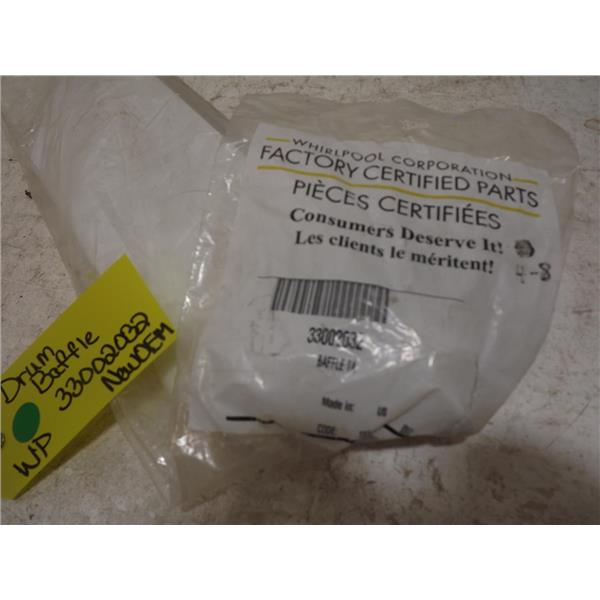 WHIRLPOOL CORPORATION
FACTORY CERTIFIED PARTS
PIÈCES CERTIFIÉES
Consumers Deserve It!
Les clients le méritent!
4-8
33002032
BAFFLE
Made in: US
CODE:
Drum
Baffle
33002032
New OEM
WD